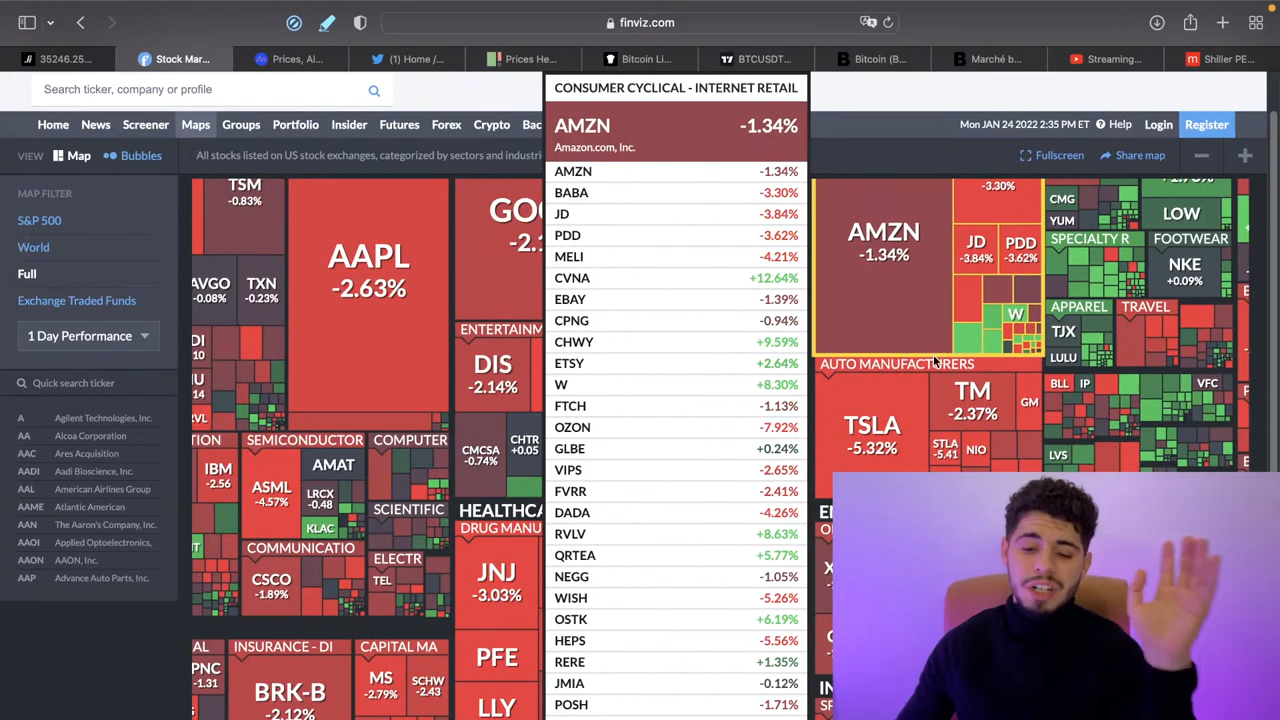 finviz.com
35246.25...
Stock Mar...
Prices, Al...
(1) Home /...
Prices He...
Bitcoin Li...
BTCUSDT...
Bitcoin (B...
Marché b...
Streaming...
Shiller PE...
Search ticker, company or profile
Home News Screener Maps Groups Portfolio Insider Futures Forex Crypto Bac
Mon JAN 24 2022 2:35 PM ET Help Login Register
VIEW Map Bubbles
All stocks listed on US stock exchanges, categorized by sectors and industri
Fullscreen Share map
MAP FILTER
S&P 500
World
Full
Exchange Traded Funds
1 Day Performance
Quick search ticker
A Agilent Technologies, Inc.
AA Alcoa Corporation
AAC Ares Acquisition
AADI Aadi Bioscience, Inc.
AAL American Airlines Group
AAME Atlantic American
AAN The Aaron's Company, Inc.
AAOI Applied Optoelectronics,
AAON AAON, Inc.
AAP Advance Auto Parts, Inc.
TSM
-0.83%
AAPL
-2.63%
GOO
-2.1
AVGO
-0.08%
TXN
-0.23%
DI
10
NU
14
RVL
ENTERTAINM
DIS
-2.14%
CMCSA
-0.74%
CHTR
+0.05
TION
SEMICONDUCTOR
COMPUTER
IBM
-2.56
ASML
-4.57%
AMAT
LRCX
-0.48
KLAC
SCIENTIFIC
COMMUNICATIO
CSCO
-1.89%
ELECTR
TEL
HEALTHCA
DRUG MANU
JNJ
-3.03%
PFE
LLY
AL
INSURANCE - DI
CAPITAL MA
PNC
-1.31
BRK-B
-2.12%
MS
-2.79%
SCHW
-2.43
CONSUMER CYCLICAL - INTERNET RETAIL
AMZN -1.34%
Amazon.com, Inc.
AMZN -1.34%
BABA -3.30%
JD -3.84%
PDD -3.62%
MELI -4.21%
CVNA +12.64%
EBAY -1.39%
CPNG -0.94%
CHWY +9.59%
ETSY +2.64%
W +8.30%
FTCH -1.13%
OZON -7.92%
GLBE +0.24%
VIPS -2.65%
FVRR -2.41%
DADA -4.26%
RVLV +8.63%
QRTEA +5.77%
NEGG -1.05%
WISH -5.26%
OSTK +6.19%
HEPS -5.56%
RERE +1.35%
JMIA -0.12%
POSH -1.71%
AMZN
-1.34%
-3.30%
JD
-3.84%
PDD
-3.62%
W
CMG
YUM
LOW
SPECIALTY R
FOOTWEAR
NKE
+0.09%
APPAREL
TRAVEL
TJX
LULU
AUTO MANUFACTURERS
TSLA
-5.32%
TM
-2.37%
GM
STLA
-5.41
NIO
BLL
IP
VFC
LVS